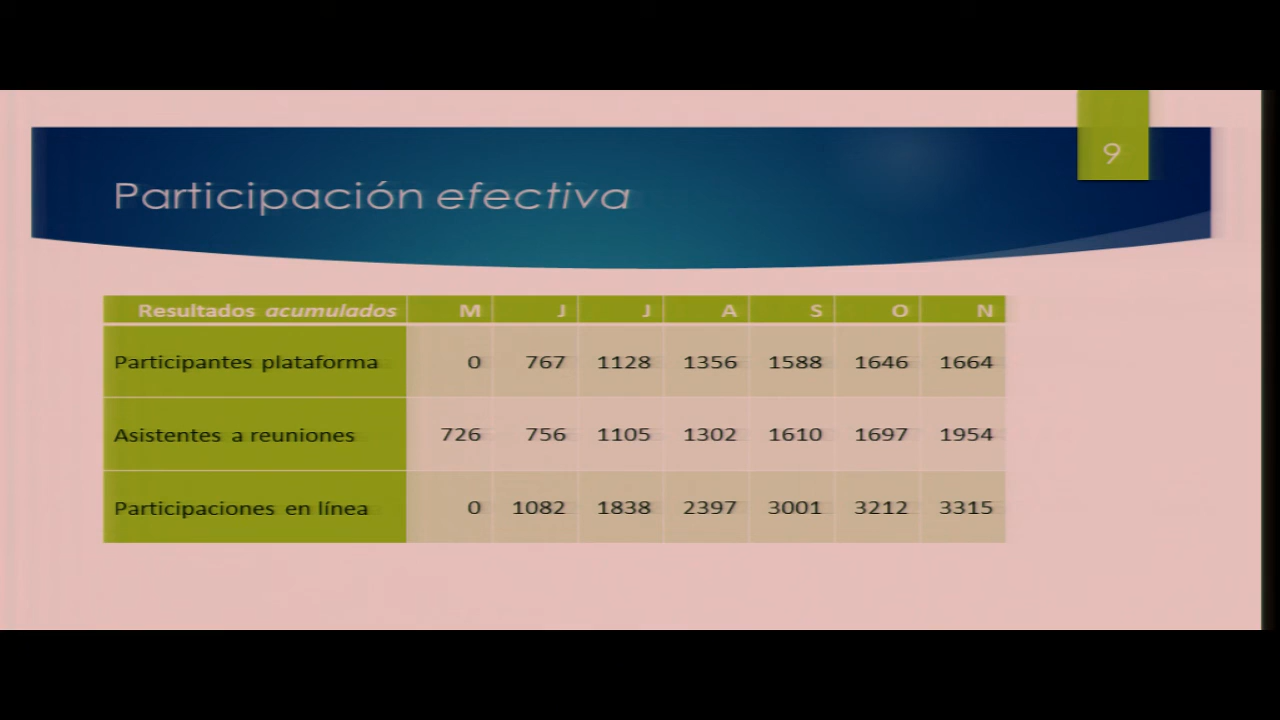 9
Participación efectiva
Resultados acumulados M J J A S O N
Participantes plataforma 0 767 1128 1356 1588 1646 1664
Asistentes a reuniones 726 756 1105 1302 1610 1697 1954
Participaciones en línea 0 1082 1838 2397 3001 3212 3315